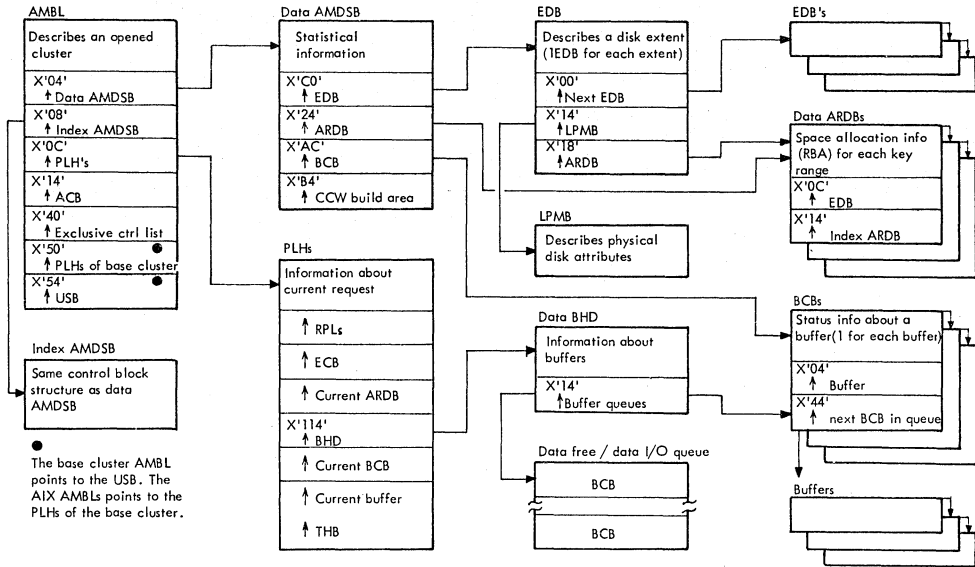 AMBL
Describes an opened
cluster
X'04'
↑ Data AMDSB
X'08'
↑ Index AMDSB
X'0C'
↑ PLH's
X'14'
↑ ACB
X'40'
↑ Exclusive ctrl list
X'50' ●
↑ PLHs of base cluster
X'54' ●
↑ USB
Index AMDSB
Same control block
structure as data
AMDSB
●
The base cluster AMBL
points to the USB. The
AIX AMBLs points to the
PLHs of the base cluster.
Data AMDSB
Statistical
information
X'C0'
↑ EDB
X'24'
↑ ARDB
X'AC'
↑ BCB
X'B4'
↑ CCW build area
PLHs
Information about
current request
↑ RPLs
↑ ECB
↑ Current ARDB
X'114'
↑ BHD
↑ Current BCB
↑ Current buffer
↑ THB
EDB
Describes a disk extent
(1EDB for each extent)
X'00'
↑Next EDB
X'14'
↑LPMB
X'18'
↑ARDB
LPMB
Describes physical
disk attributes
Data BHD
Information about
buffers
X'14'
↑Buffer queues
Data free / data I/O queue
BCB
BCB
EDB's
Data ARDBs
Space allocation info
(RBA) for each key
range
X'0C'
↑ EDB
X'14'
↑ Index ARDB
BCBs
Status info about a
buffer(1 for each buffer)
X'04'
↑ Buffer
X'44'
↑ next BCB in queue
Buffers